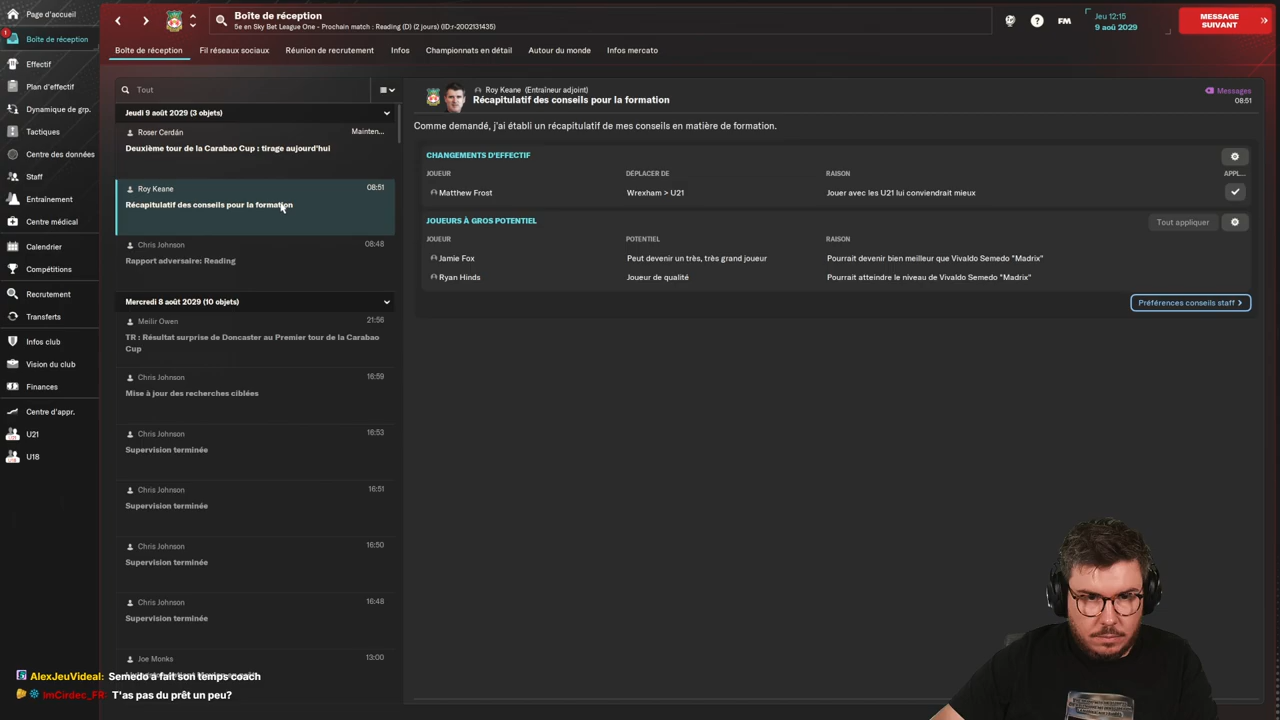 Page d'accueil
1
Boîte de réception
Effectif
Plan d'effectif
Dynamique de grp.
Tactiques
Centre des données
Staff
Entraînement
Centre médical
Calendrier
Compétitions
Recrutement
Transferts
Infos club
Vision du club
Finances
Centre d'appr.
U21
U18
Boîte de réception
5e en Sky Bet League One - Prochain match : Reading (D) (2 jours) (ID:r-2002131435)
FM
Jeu 12:15
9 août 2029
MESSAGE SUIVANT
Boîte de réception
Fil réseaux sociaux
Réunion de recrutement
Infos
Championnats en détail
Autour du monde
Infos mercato
Tout
Jeudi 9 août 2029 (3 objets)
Roser Cerdán
Mainten...
Deuxième tour de la Carabao Cup : tirage aujourd'hui
Roy Keane
08:51
Récapitulatif des conseils pour la formation
Chris Johnson
08:48
Rapport adversaire: Reading
Mercredi 8 août 2029 (10 objets)
Meilir Owen
21:56
TR : Résultat surprise de Doncaster au Premier tour de la Carabao
Cup
Chris Johnson
16:59
Mise à jour des recherches ciblées
Chris Johnson
16:53
Supervision terminée
Chris Johnson
16:51
Supervision terminée
Chris Johnson
16:50
Supervision terminée
Chris Johnson
16:48
Supervision terminée
Joe Monks
13:00
Roy Keane (Entraîneur adjoint)
Récapitulatif des conseils pour la formation
Messages
08:51
Comme demandé, j'ai établi un récapitulatif de mes conseils en matière de formation.
CHANGEMENTS D'EFFECTIF
JOUEUR
DÉPLACER DE
RAISON
APPL...
Matthew Frost
Wrexham > U21
Jouer avec les U21 lui conviendrait mieux
JOUEURS À GROS POTENTIEL
Tout appliquer
JOUEUR
POTENTIEL
RAISON
Jamie Fox
Peut devenir un très, très grand joueur
Pourrait devenir bien meilleur que Vivaldo Semedo "Madrix"
Ryan Hinds
Joueur de qualité
Pourrait atteindre le niveau de Vivaldo Semedo "Madrix"
Préférences conseils staff
AlexJeuVideal: Semedo a fait son temps coach
ImCirdec_FR: T'as pas du prêt un peu?